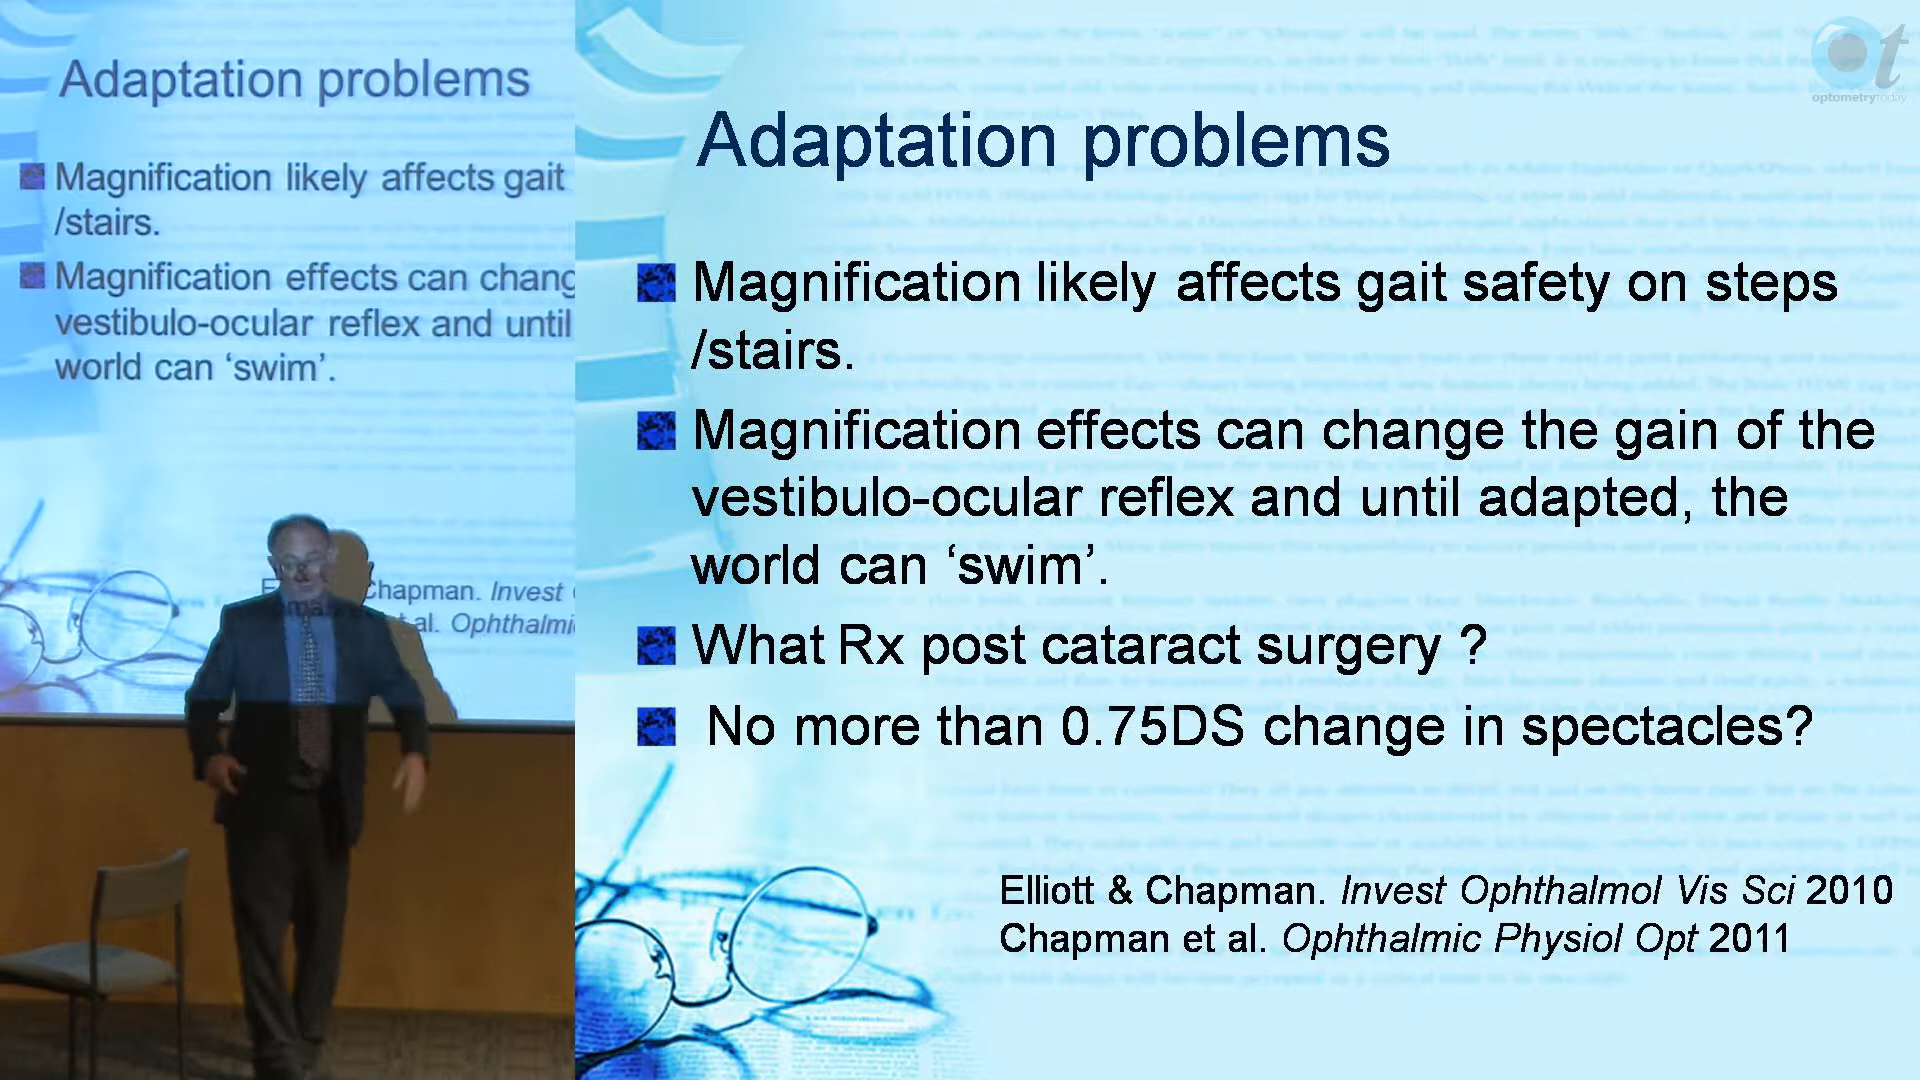 Adaptation problems
Magnification likely affects gait
/stairs.
Magnification effects can chang
vestibulo-ocular reflex and until
world can ‘swim’.
Chapman. Invest
al. Ophthalmi
optometrytoday
Adaptation problems
Magnification likely affects gait safety on steps
/stairs.
Magnification effects can change the gain of the
vestibulo-ocular reflex and until adapted, the
world can ‘swim’.
What Rx post cataract surgery ?
No more than 0.75DS change in spectacles?
Elliott & Chapman. Invest Ophthalmol Vis Sci 2010
Chapman et al. Ophthalmic Physiol Opt 2011